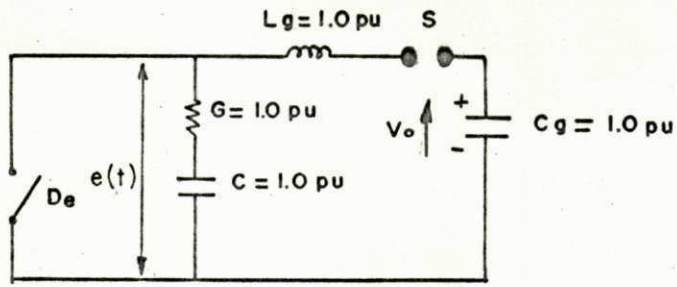 Lg = 1.0 pu
S
G = 1.0 pu
+
Vo
-
Cg = 1.0 pu
e(t)
De
C = 1.0 pu